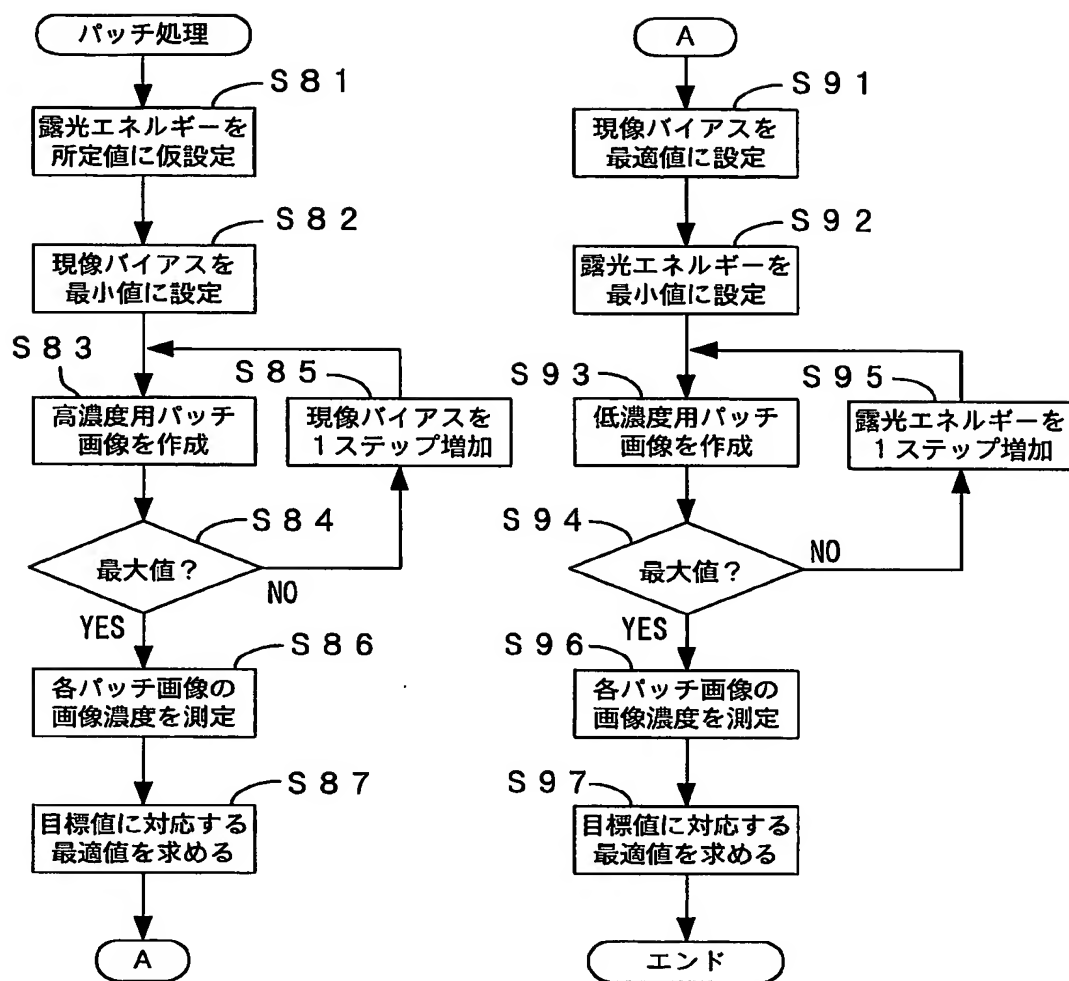 パッチ処理
S81
露光エネルギーを
所定値に仮設定
S82
現像バイアスを
最小値に設定
S83
高濃度用パッチ
画像を作成
S85
現像バイアスを
1ステップ増加
S84
最大値?
NO
YES
S86
各パッチ画像の
画像濃度を測定
S87
目標値に対応する
最適値を求める
A
A
S91
現像バイアスを
最適値に設定
S92
露光エネルギーを
最小値に設定
S93
低濃度用パッチ
画像を作成
S95
露光エネルギーを
1ステップ増加
S94
最大値?
NO
YES
S96
各パッチ画像の
画像濃度を測定
S97
目標値に対応する
最適値を求める
エンド